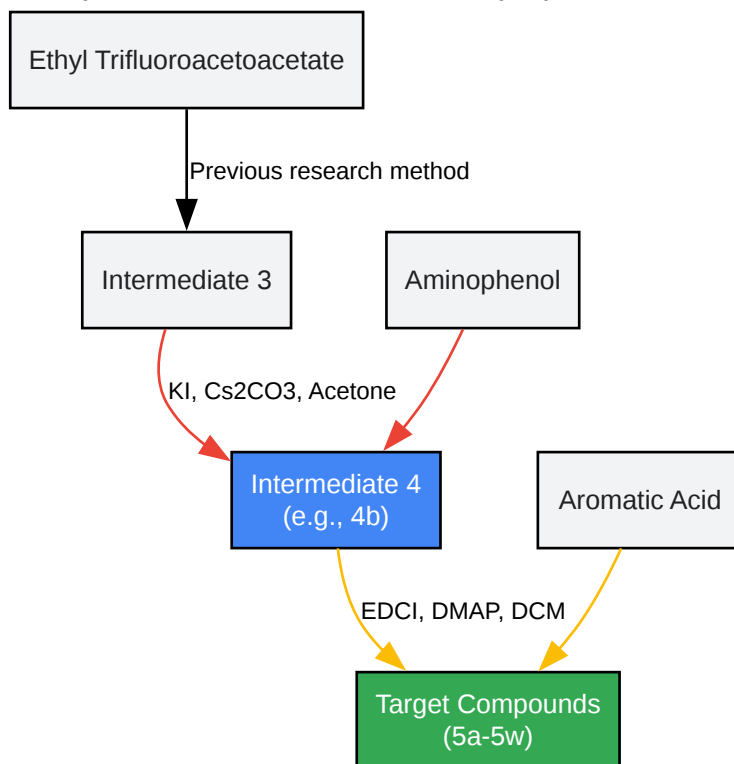 Ethyl Trifluoroacetoacetate
Previous research method
Intermediate 3
Aminophenol
KI, Cs2CO3, Acetone
Intermediate 4
(e.g., 4b)
Aromatic Acid
EDCI, DMAP, DCM
Target Compounds
(5a-5w)